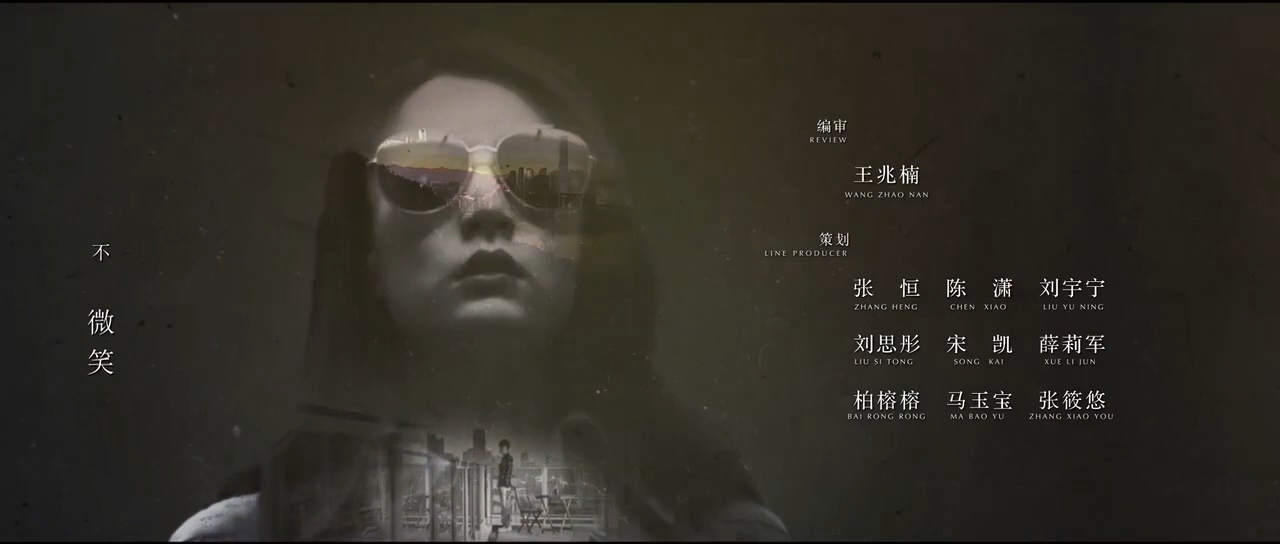 不
微笑
编审
REVIEW
王兆楠
WANG ZHAO NAN
策划
LINE PRODUCER
张恒 陈潇 刘宇宁
ZHANG HENG CHEN XIAO LIU YU NING
刘思彤 宋凯 薛莉军
LIU SI TONG SONG KAI XUE LI JUN
柏榕榕 马玉宝 张筱悠
BAI RONG RONG MA BAO YU ZHANG XIAO YOU